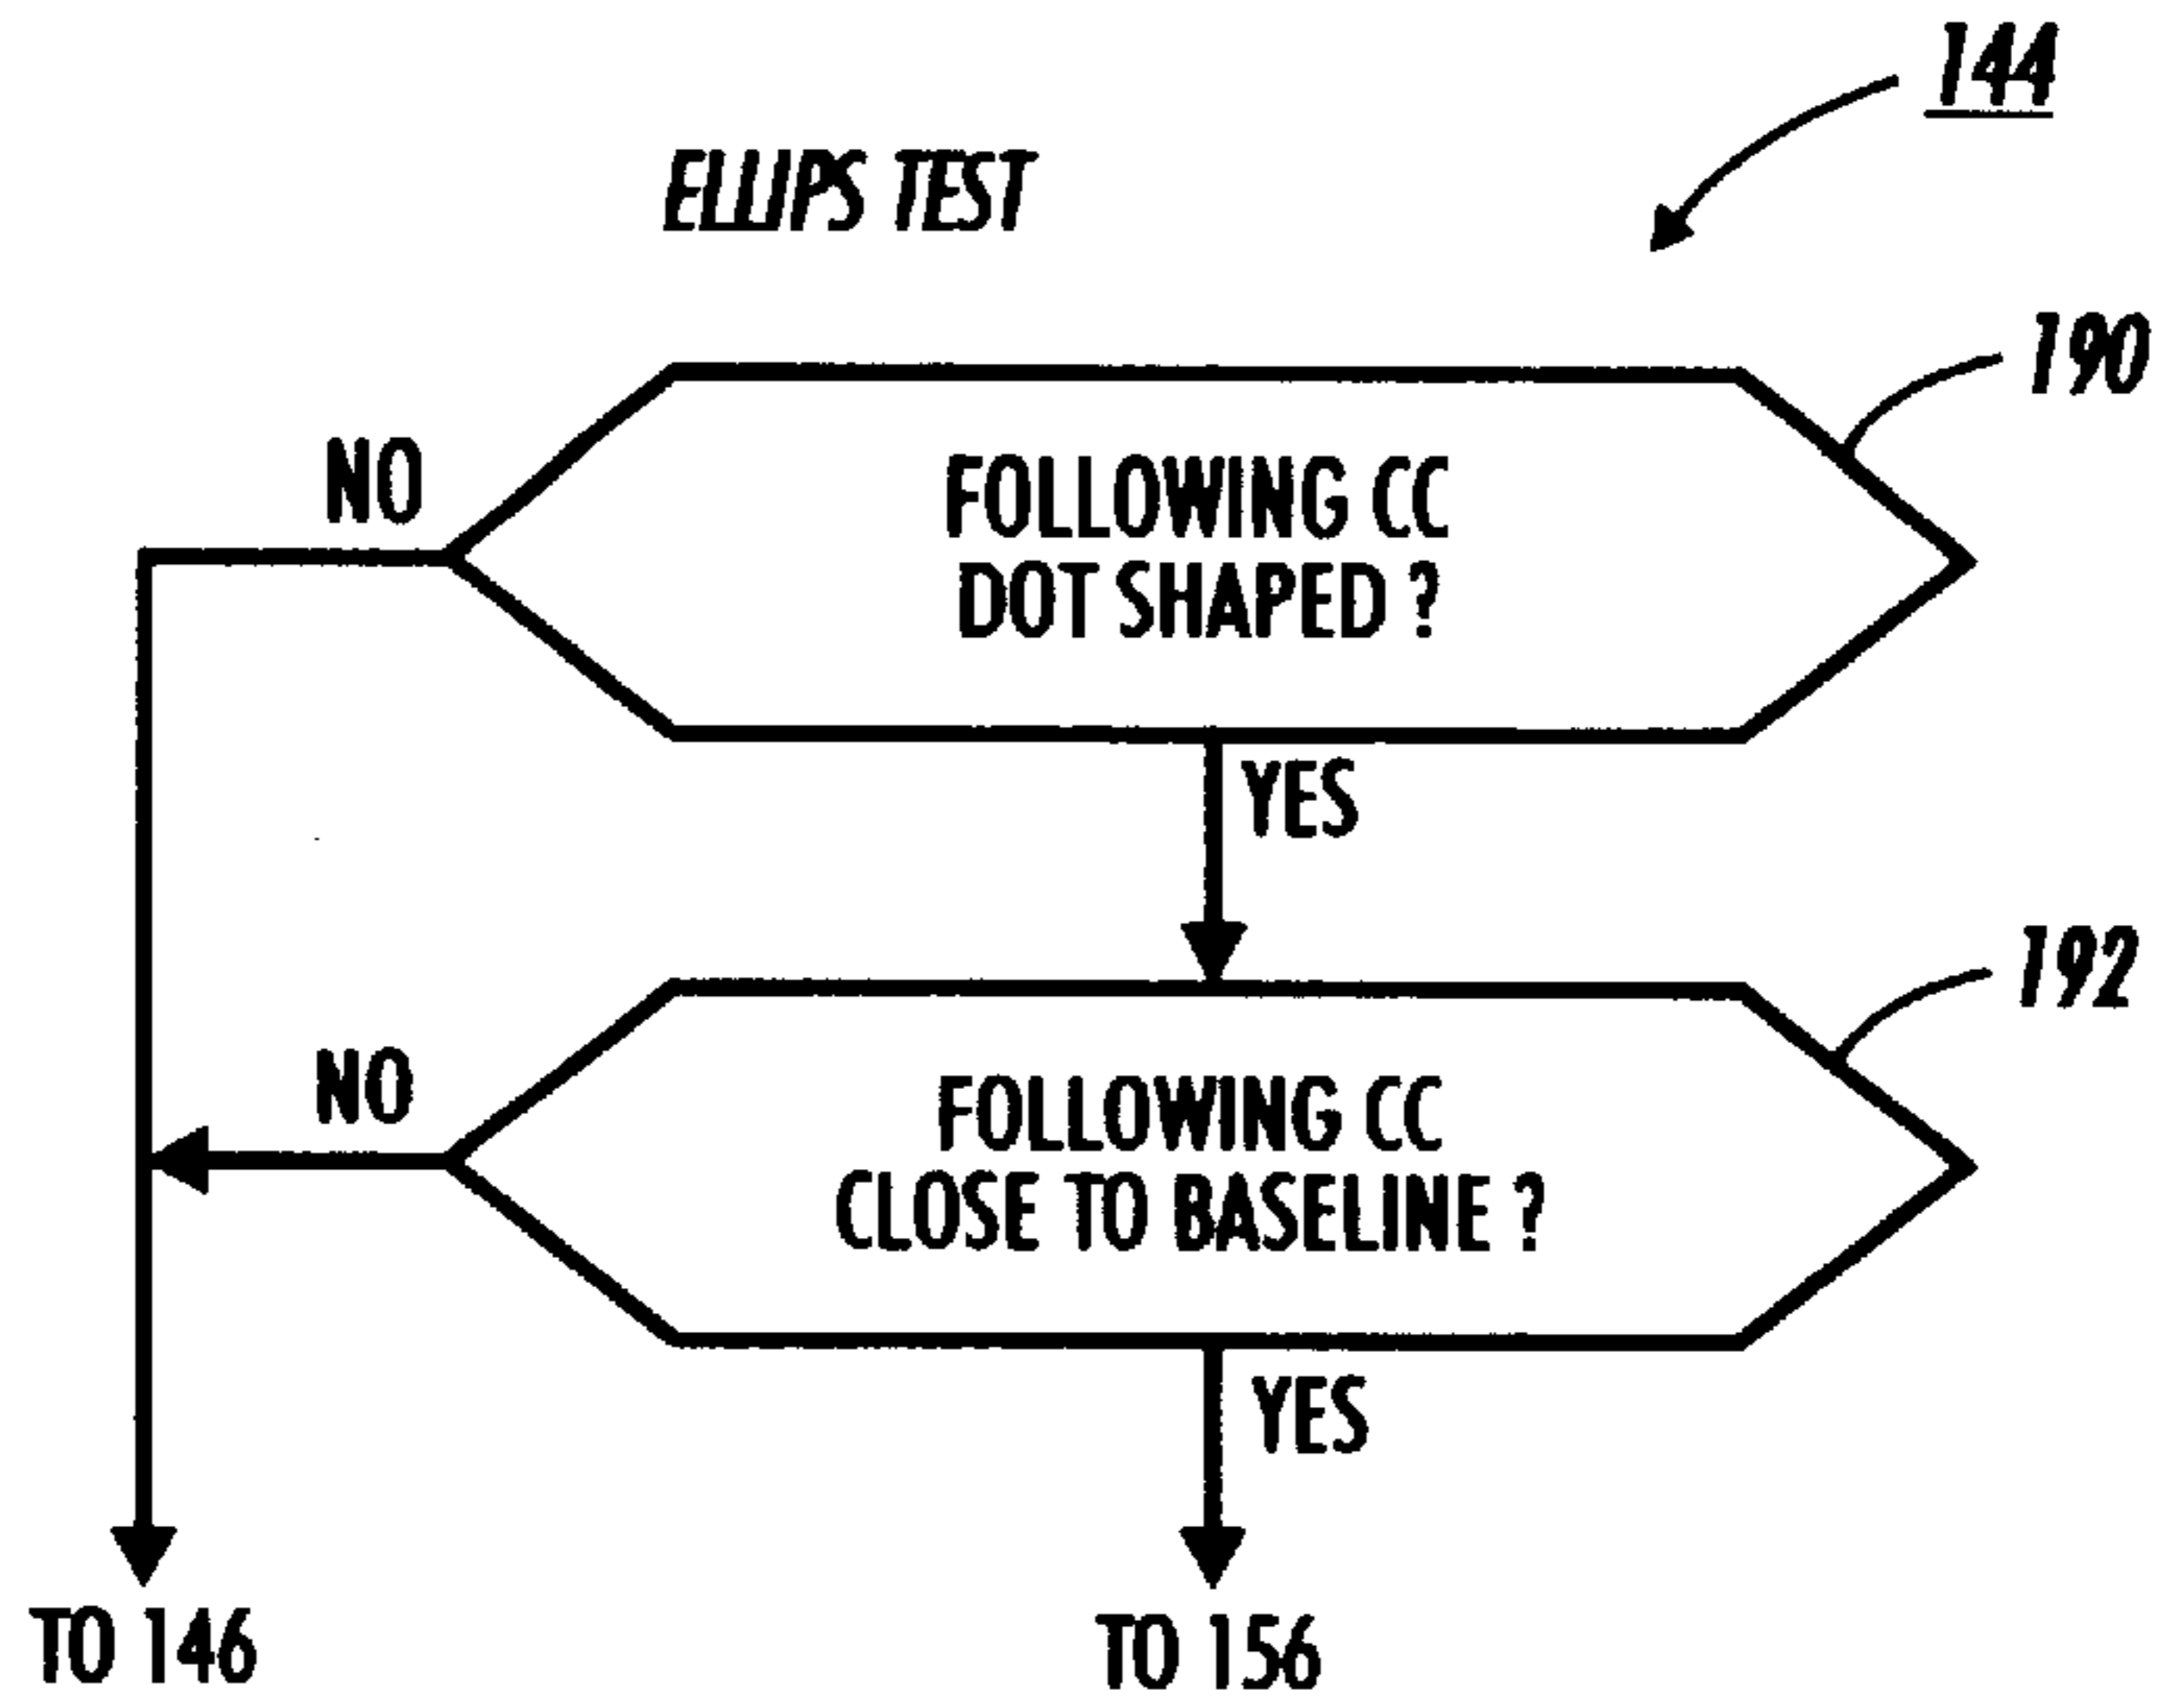 144
ELLIPS TEST
190
NO
FOLLOWING CC
DOT SHAPED ?
YES
192
NO
FOLLOWING CC
CLOSE TO BASELINE ?
YES
TO 146
TO 156